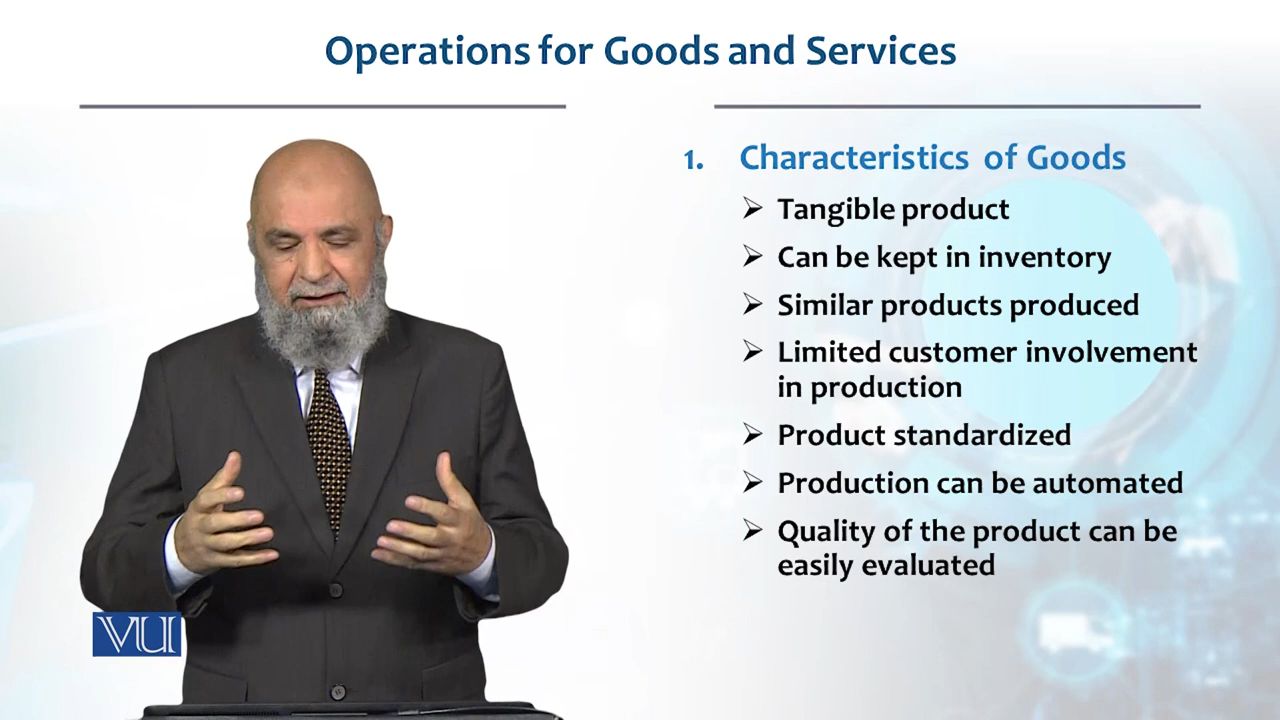 Operations for Goods and Services
1. Characteristics of Goods
➢ Tangible product
➢ Can be kept in inventory
➢ Similar products produced
➢ Limited customer involvement
in production
➢ Product standardized
➢ Production can be automated
➢ Quality of the product can be
easily evaluated
VU